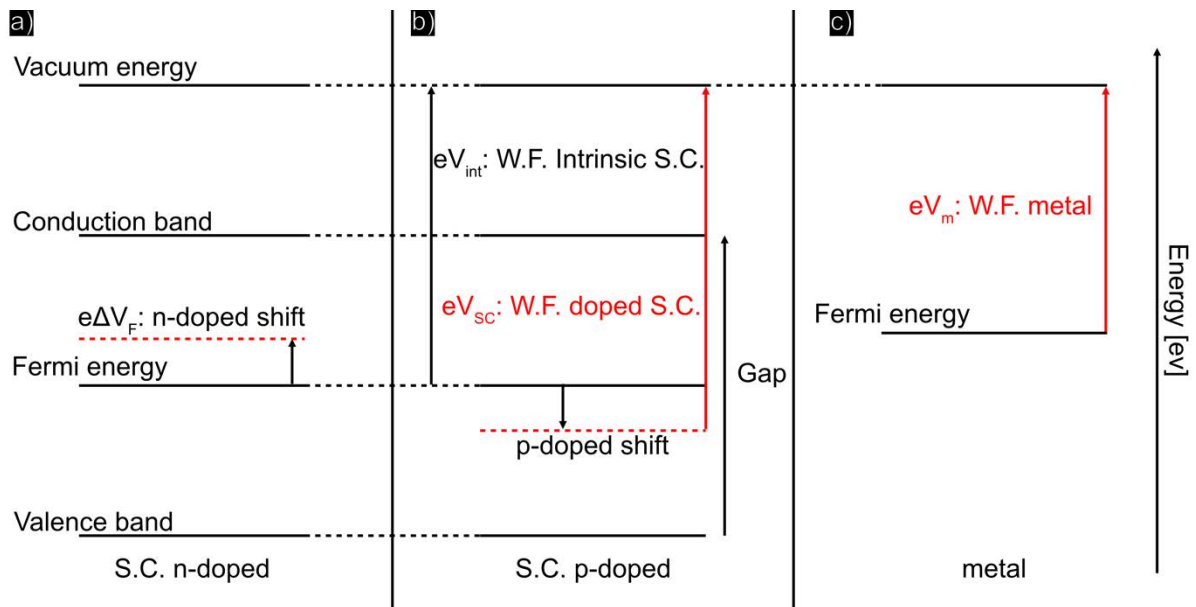 a)
Vacuum energy
Conduction band
eΔV_F: n-doped shift
Fermi energy
Valence band
S.C. n-doped
b)
eV_int: W.F. Intrinsic S.C.
eV_SC: W.F. doped S.C.
Gap
p-doped shift
S.C. p-doped
c)
eV_m: W.F. metal
Fermi energy
metal
Energy [ev]